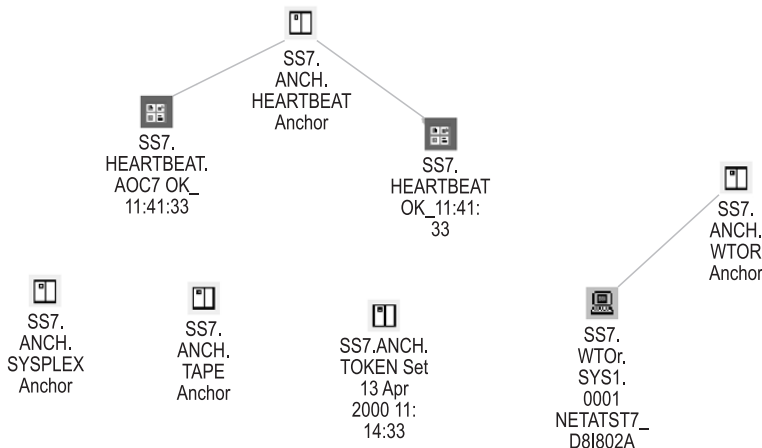 SS7.
ANCH.
HEARTBEAT
Anchor
SS7.
HEARTBEAT.
AOC7 OK_
11:41:33
SS7.
HEARTBEAT
OK_11:41:
33
SS7.
ANCH.
WTOR
Anchor
SS7.
ANCH.
SYSPLEX
Anchor
SS7.
ANCH.
TAPE
Anchor
SS7.ANCH.
TOKEN Set
13 Apr
2000 11:
14:33
SS7.
WTOr.
SYS1.
0001
NETATST7_
D8I802A